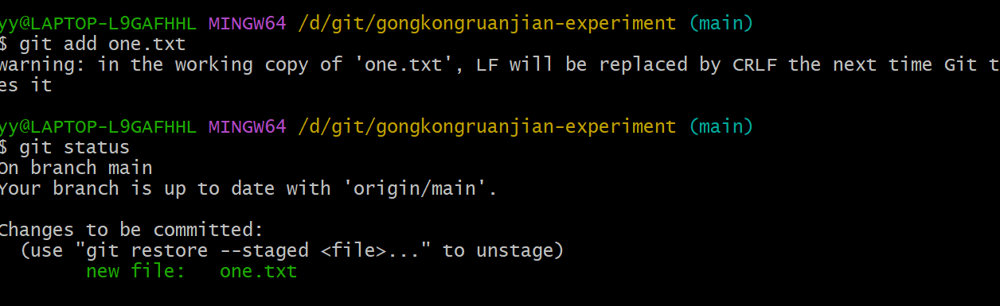 yy@LAPTOP-L9GAFHHL MINGW64 /d/git/gongkongruanjian-experiment (main)
$ git add one.txt
warning: in the working copy of 'one.txt', LF will be replaced by CRLF the next time Git t
es it
yy@LAPTOP-L9GAFHHL MINGW64 /d/git/gongkongruanjian-experiment (main)
$ git status
On branch main
Your branch is up to date with 'origin/main'.
Changes to be committed:
(use "git restore --staged <file>..." to unstage)
new file: one.txt